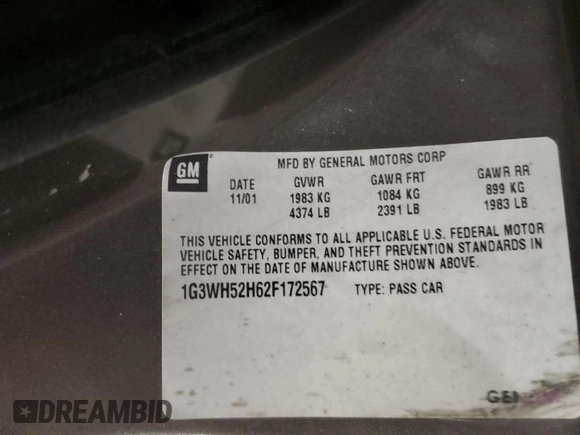 GM
MFD BY GENERAL MOTORS CORP
DATE GVWR GAWR FRT GAWR RR
11/01 1983 KG 1084 KG 899 KG
4374 LB 2391 LB 1983 LB
THIS VEHICLE CONFORMS TO ALL APPLICABLE U.S. FEDERAL MOTOR
VEHICLE SAFETY, BUMPER, AND THEFT PREVENTION STANDARDS IN
EFFECT ON THE DATE OF MANUFACTURE SHOWN ABOVE.
1G3WH52H62F172567 TYPE: PASS CAR
DREAMBID